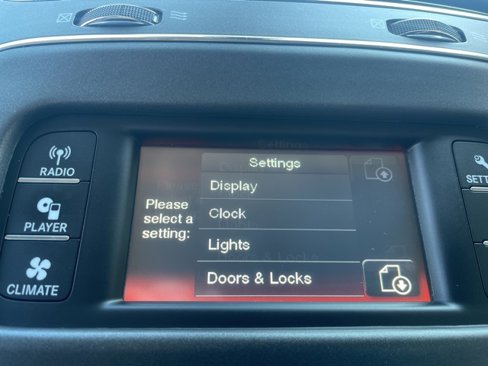 RADIO
PLAYER
CLIMATE
Settings
Please
select a
setting:
Display
Clock
Lights
Doors & Locks